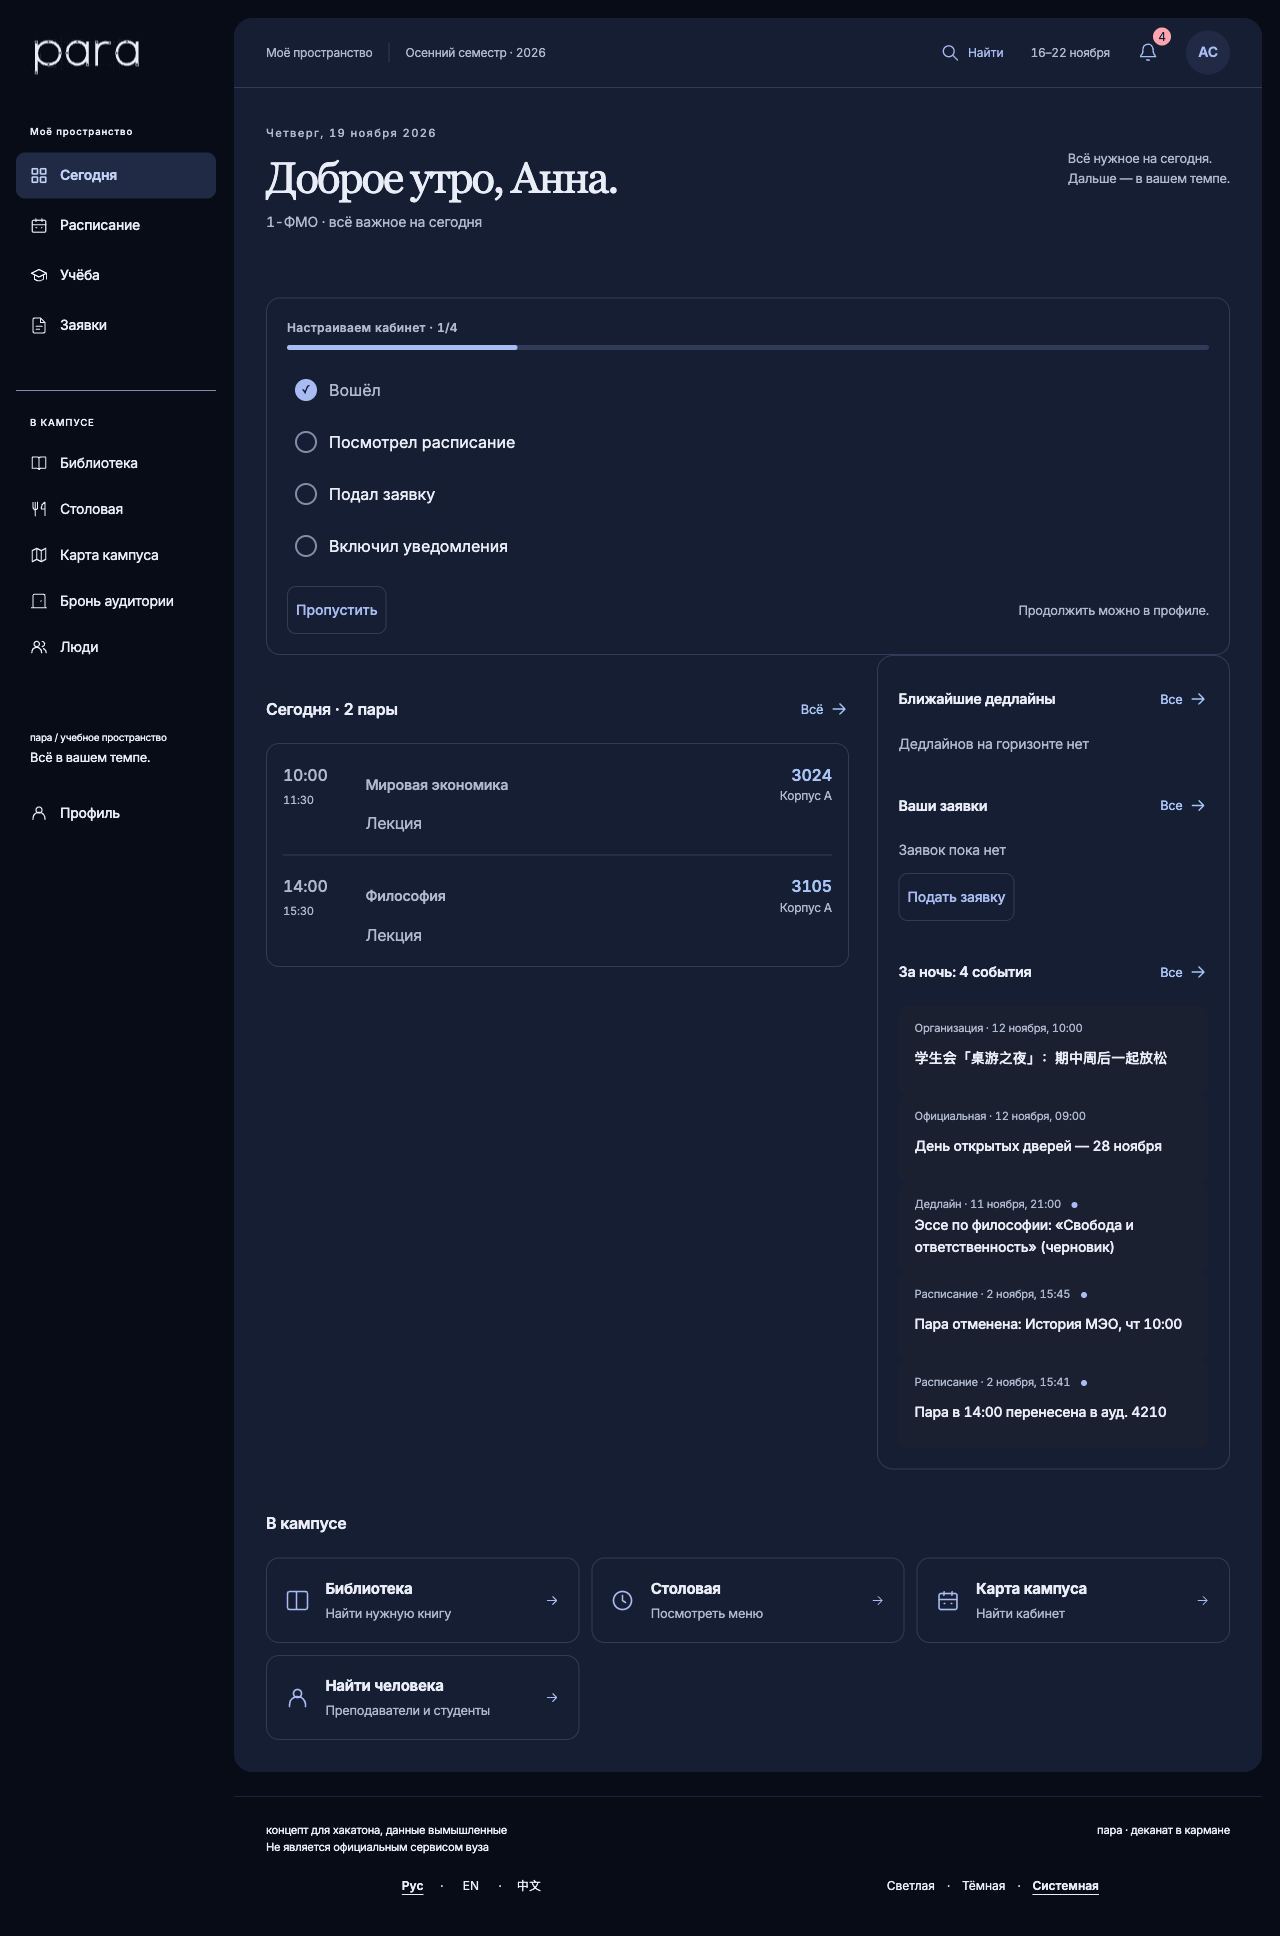 para
Моё пространство
Сегодня
Расписание
Учёба
Заявки
В КАМПУСЕ
Библиотека
Столовая
Карта кампуса
Бронь аудитории
Люди
пара / учебное пространство
Всё в вашем темпе.
Профиль
Моё пространство
Осенний семестр · 2026
Найти
16–22 ноября
4
АС
Четверг, 19 ноября 2026
Доброе утро, Анна.
1-ФМО · всё важное на сегодня
Всё нужное на сегодня.
Дальше — в вашем темпе.
Настраиваем кабинет · 1/4
Вошёл
Посмотрел расписание
Подал заявку
Включил уведомления
Пропустить
Продолжить можно в профиле.
Сегодня · 2 пары
Всё →
10:00
11:30
Мировая экономика
Лекция
3024
Корпус А
14:00
15:30
Философия
Лекция
3105
Корпус А
Ближайшие дедлайны
Все →
Дедлайнов на горизонте нет
Ваши заявки
Все →
Заявок пока нет
Подать заявку
За ночь: 4 события
Все →
Организация · 12 ноября, 10:00
学生会「桌游之夜」：期中周后一起放松
Официальная · 12 ноября, 09:00
День открытых дверей — 28 ноября
Дедлайн · 11 ноября, 21:00
Эссе по философии: «Свобода и
ответственность» (черновик)
Расписание · 2 ноября, 15:45
Пара отменена: История МЭО, чт 10:00
Расписание · 2 ноября, 15:41
Пара в 14:00 перенесена в ауд. 4210
В кампусе
Библиотека
Найти нужную книгу
→
Столовая
Посмотреть меню
→
Карта кампуса
Найти кабинет
→
Найти человека
Преподаватели и студенты
→
концепт для хакатона, данные вымышленные
Не является официальным сервисом вуза
пара · деканат в кармане
Рус · EN · 中文
Светлая · Тёмная · Системная